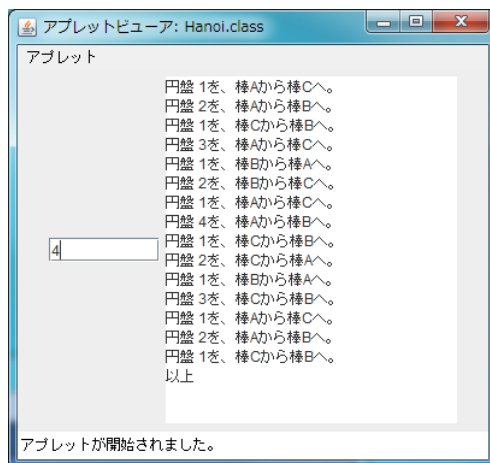 アプレットビューア: Hanoi.class
アプレット
円盤 1を、棒Aから棒Cへ。
円盤 2を、棒Aから棒Bへ。
円盤 1を、棒Cから棒Bへ。
円盤 3を、棒Aから棒Cへ。
円盤 1を、棒Bから棒Aへ。
円盤 2を、棒Bから棒Cへ。
円盤 1を、棒Aから棒Cへ。
円盤 4を、棒Aから棒Bへ。
円盤 1を、棒Cから棒Bへ。
4
円盤 2を、棒Cから棒Aへ。
円盤 1を、棒Bから棒Aへ。
円盤 3を、棒Cから棒Bへ。
円盤 1を、棒Aから棒Cへ。
円盤 2を、棒Aから棒Bへ。
円盤 1を、棒Cから棒Bへ。
以上
アプレットが開始されました。